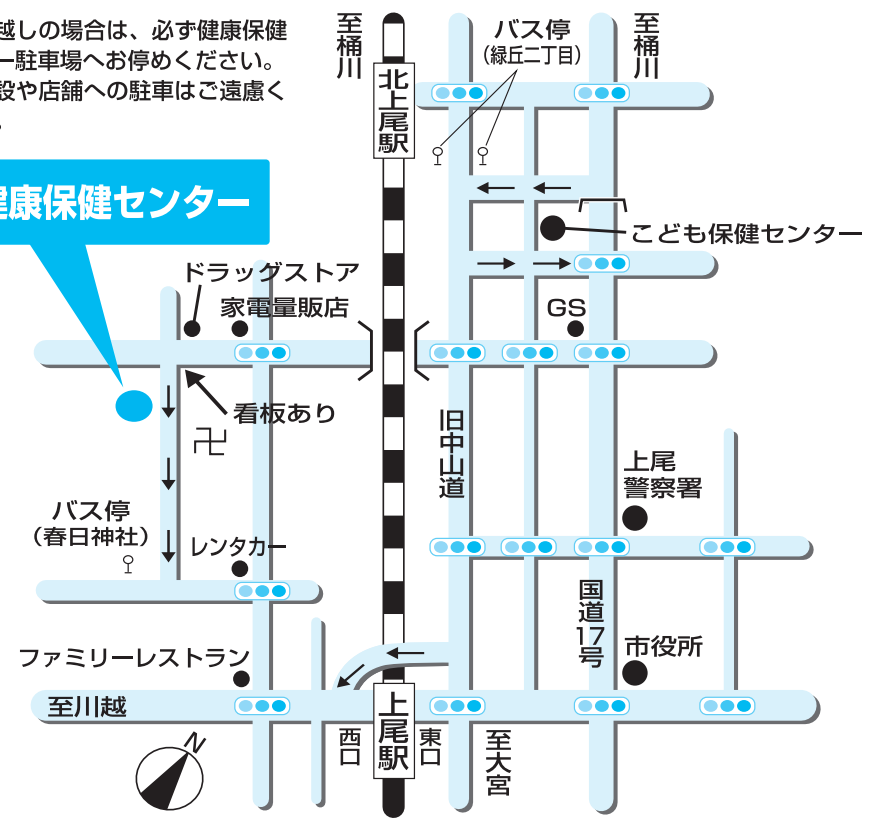 越しの場合は、必ず健康保健
ー駐車場へお停めください。
設や店舗への駐車はご遠慮く
至桶川
バス停
(緑丘二丁目)
至桶川
北上尾駅
康保健センター
こども保健センター
ドラッグストア
家電量販店
GS
看板あり
卍
旧中山道
上尾
警察署
バス停
(春日神社)
レンタカー
国道17号
市役所
ファミリーレストラン
至川越
上尾駅
西口
東口
至大宮
N